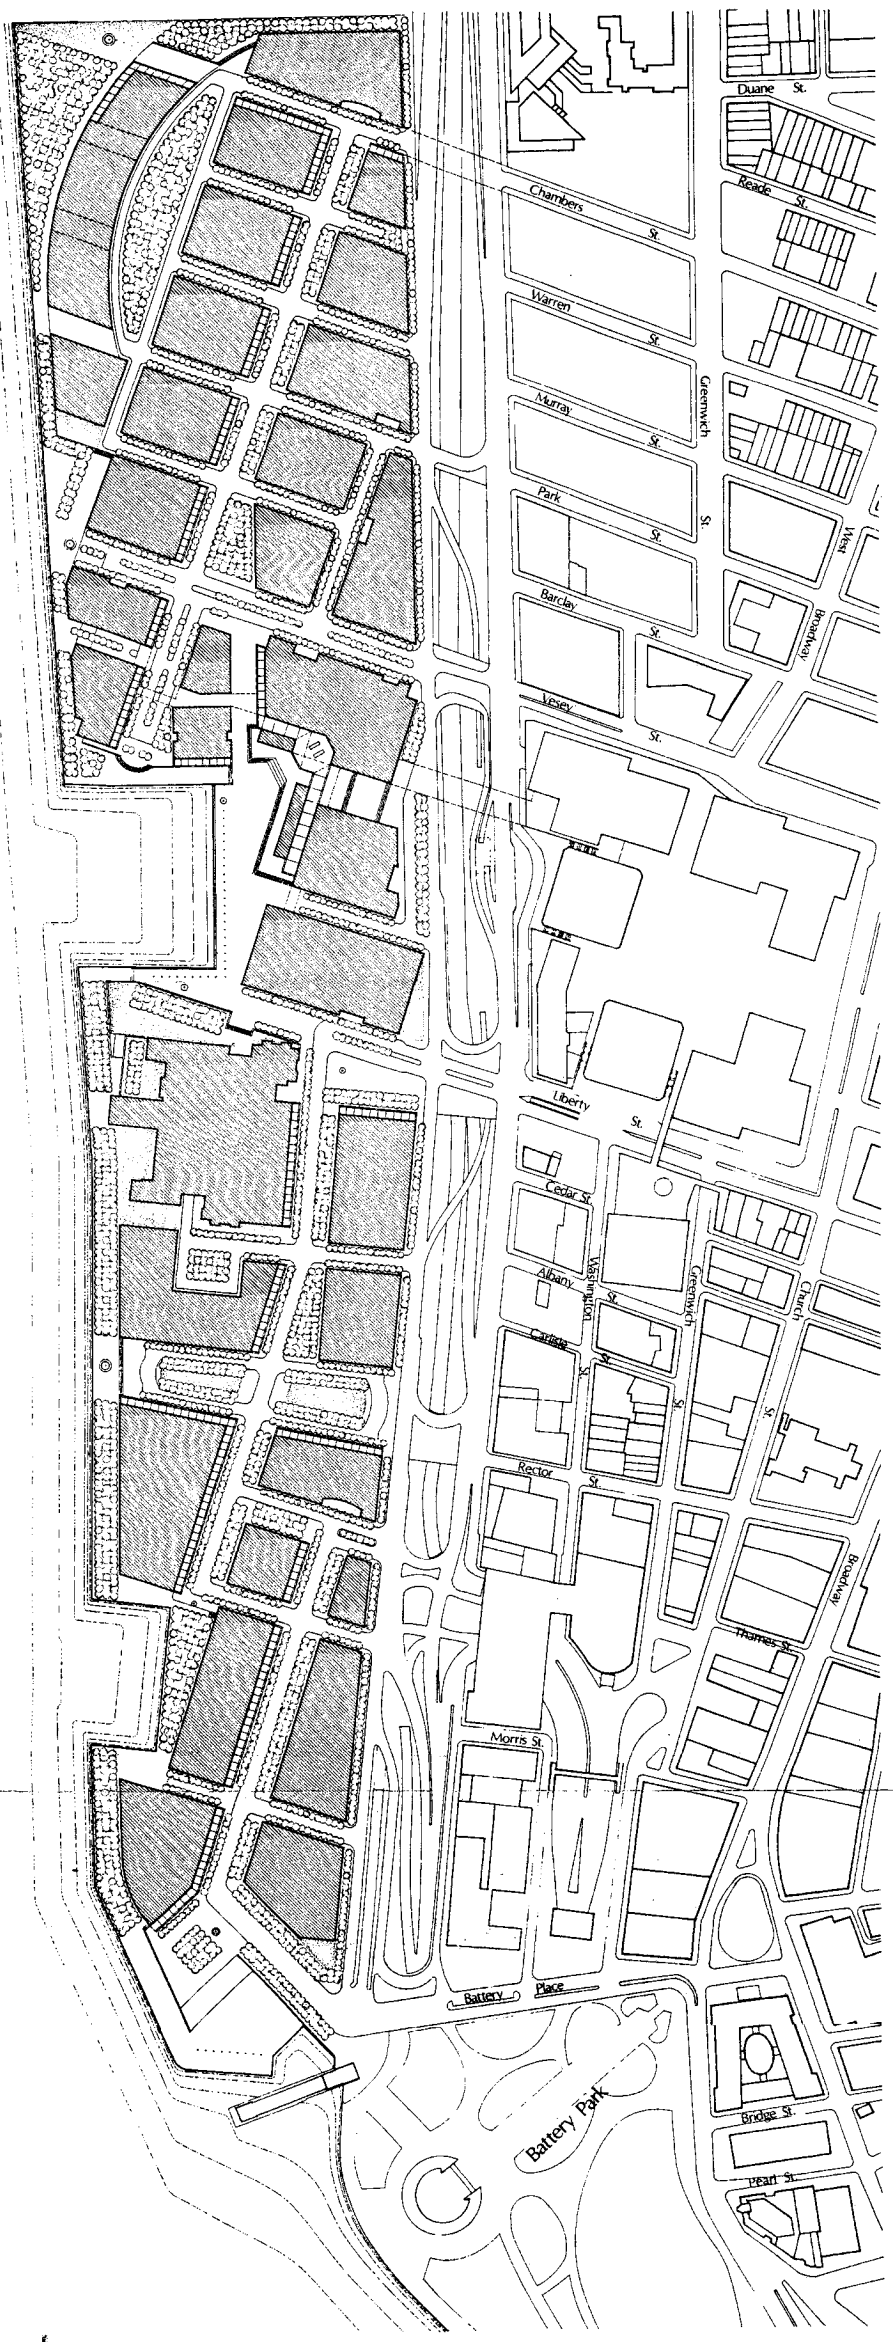 Duane St.
Reade St.
Chambers St.
Warren St.
Greenwich St.
Murray St.
Park St.
West Broadway
Barclay St.
Vesey St.
Liberty St.
Cedar St.
Washington St.
Albany St.
Greenwich St.
Church St.
Carlisle St.
Rector St.
Broadway
Thames St.
Morris St.
Battery Place
Battery Park
Bridge St.
Pearl St.